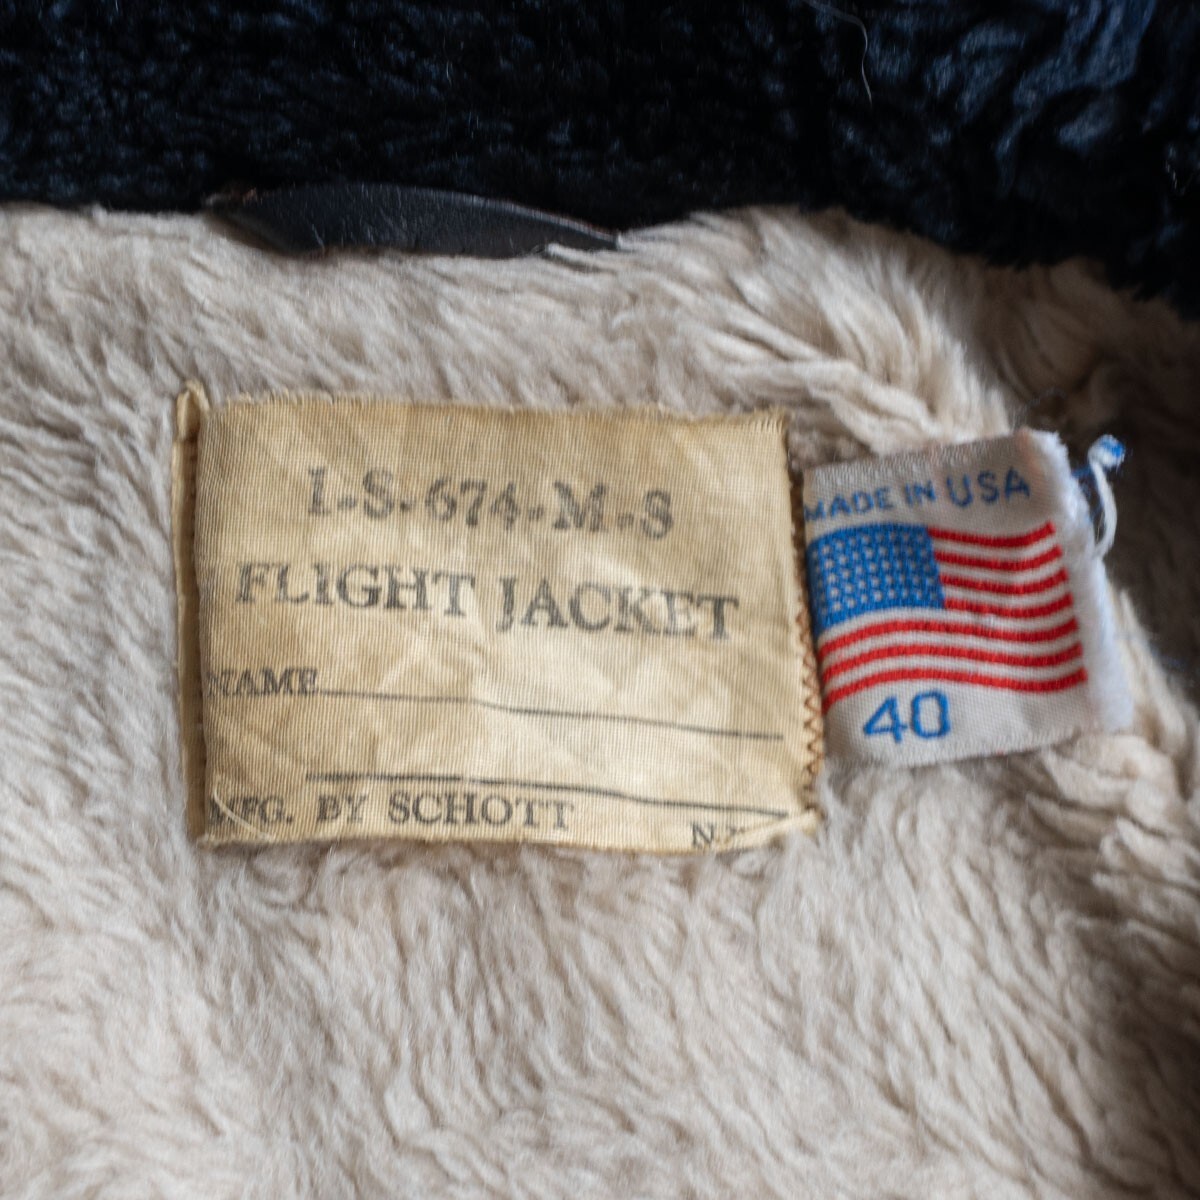 I-S-674-M-S
FLIGHT JACKET
NAME
MFG. BY SCHOTT N.Y.
MADE IN USA
40